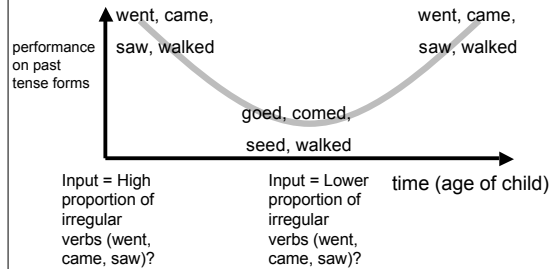 went, came,
saw, walked
went, came,
saw, walked
performance
on past
tense forms
goed, comed,
seed, walked
Input = High
proportion of
irregular
verbs (went,
came, saw)?
Input = Lower
proportion of
irregular
verbs (went,
came, saw)?
time (age of child)